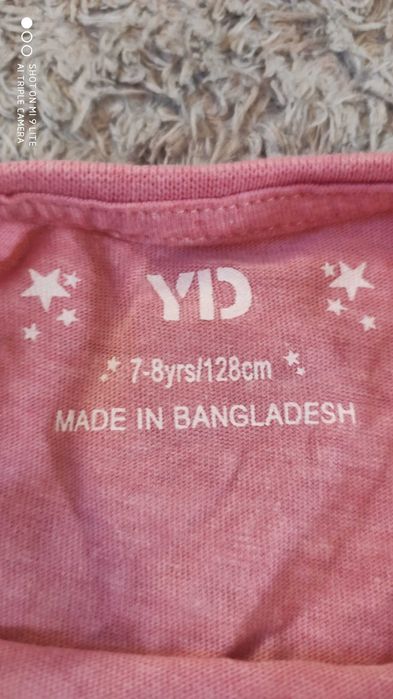 YD
7-8yrs/128cm
MADE IN BANGLADESH
SHOT ON MI 9 LITE
AI TRIPLE CAMERA